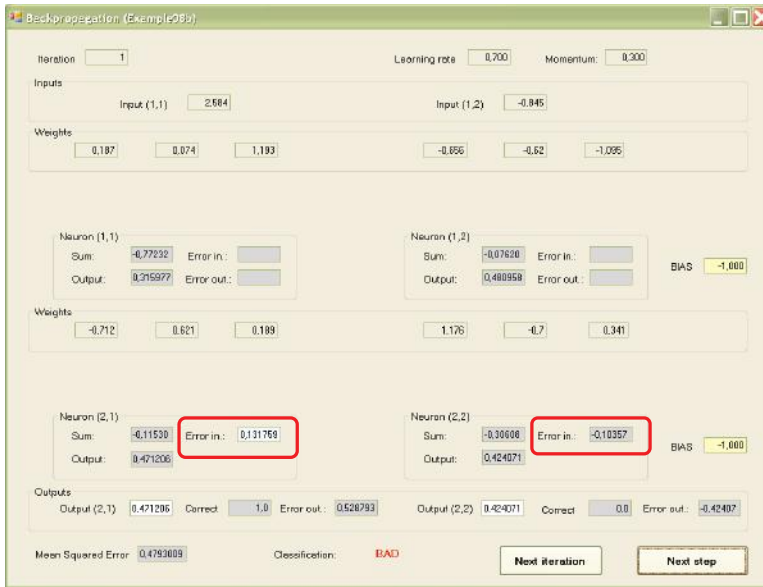 Backpropagation (Example08b)
Iteration 1 Learning rate 0,700 Momentum: 0,300
Inputs
Input (1,1) 2,584 Input (1,2) -0,845
Weights
0,187 0,074 1,193 -0,656 -0,62 -1,095
Neuron (1,1) Neuron (1,2)
Sum: -0,77232 Error in.: Sum: -0,07620 Error in.:
Output: 0,315977 Error out.: Output: 0,480958 Error out.:
BIAS -1,000
Weights
-0,712 0,621 0,189 1,176 -0,7 0,341
Neuron (2,1) Neuron (2,2)
Sum: -0,11530 Error in.: 0,131759 Sum: -0,30608 Error in.: -0,10357
Output: 0,471206 Output: 0,424071
BIAS -1,000
Outputs
Output (2,1) 0,471206 Correct 1,0 Error out.: 0,528793 Output (2,2) 0,424071 Correct 0,0 Error out.: -0,42407
Mean Squared Error 0,4793809 Classification: BAD Next iteration Next step